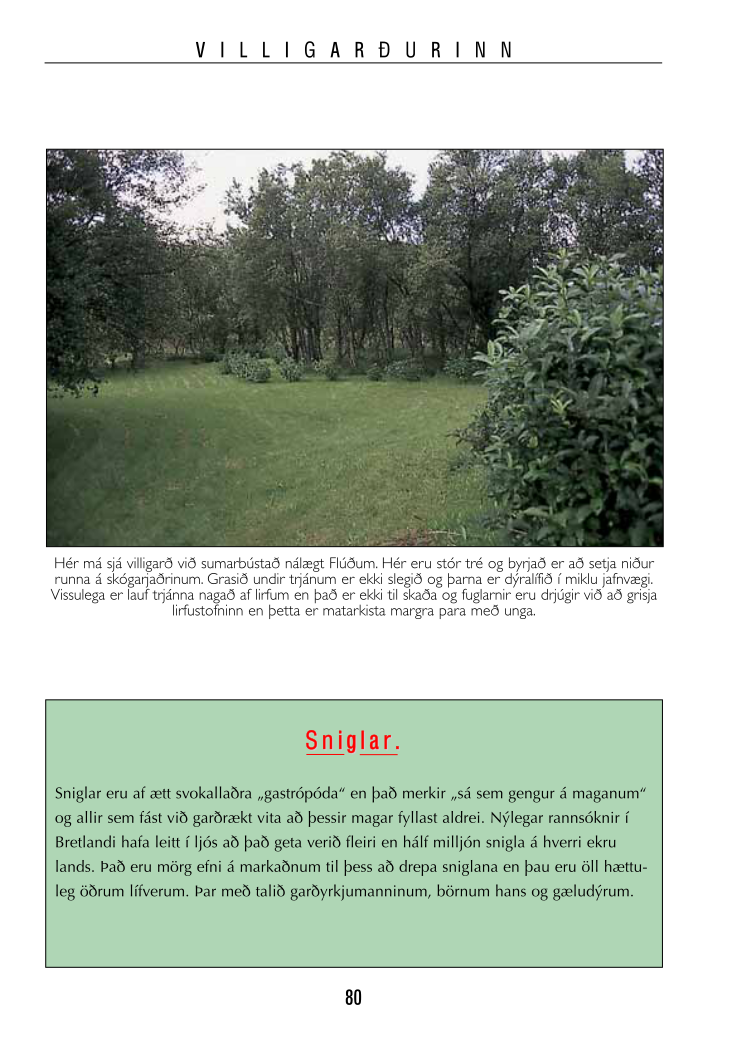 VILLIGARÐURINN
Hér má sjá villigarð við sumarbústað nálægt Flúðum. Hér eru stór tré og byrjað er að setja niður
runna á skógarjaðrinum. Grasið undir trjánum er ekki slegið og þarna er dýralífið í miklu jafnvægi.
Vissulega er lauf trjánna nagað af lirfum en það er ekki til skaða og fuglarnir eru drjúgir við að grisja
lirfustofninn en þetta er matarkista margra para með unga.
Sniglar.
Sniglar eru af ætt svokallaðra „gastrópóda“ en það merkir „sá sem gengur á maganum“
og allir sem fást við garðrækt vita að þessir magar fyllast aldrei. Nýlegar rannsóknir í
Bretlandi hafa leitt í ljós að það geta verið fleiri en hálf milljón snigla á hverri ekru
lands. Það eru mörg efni á markaðnum til þess að drepa sniglana en þau eru öll hættu-
leg öðrum lífverum. Þar með talið garðyrkjumanninum, börnum hans og gæludýrum.
80